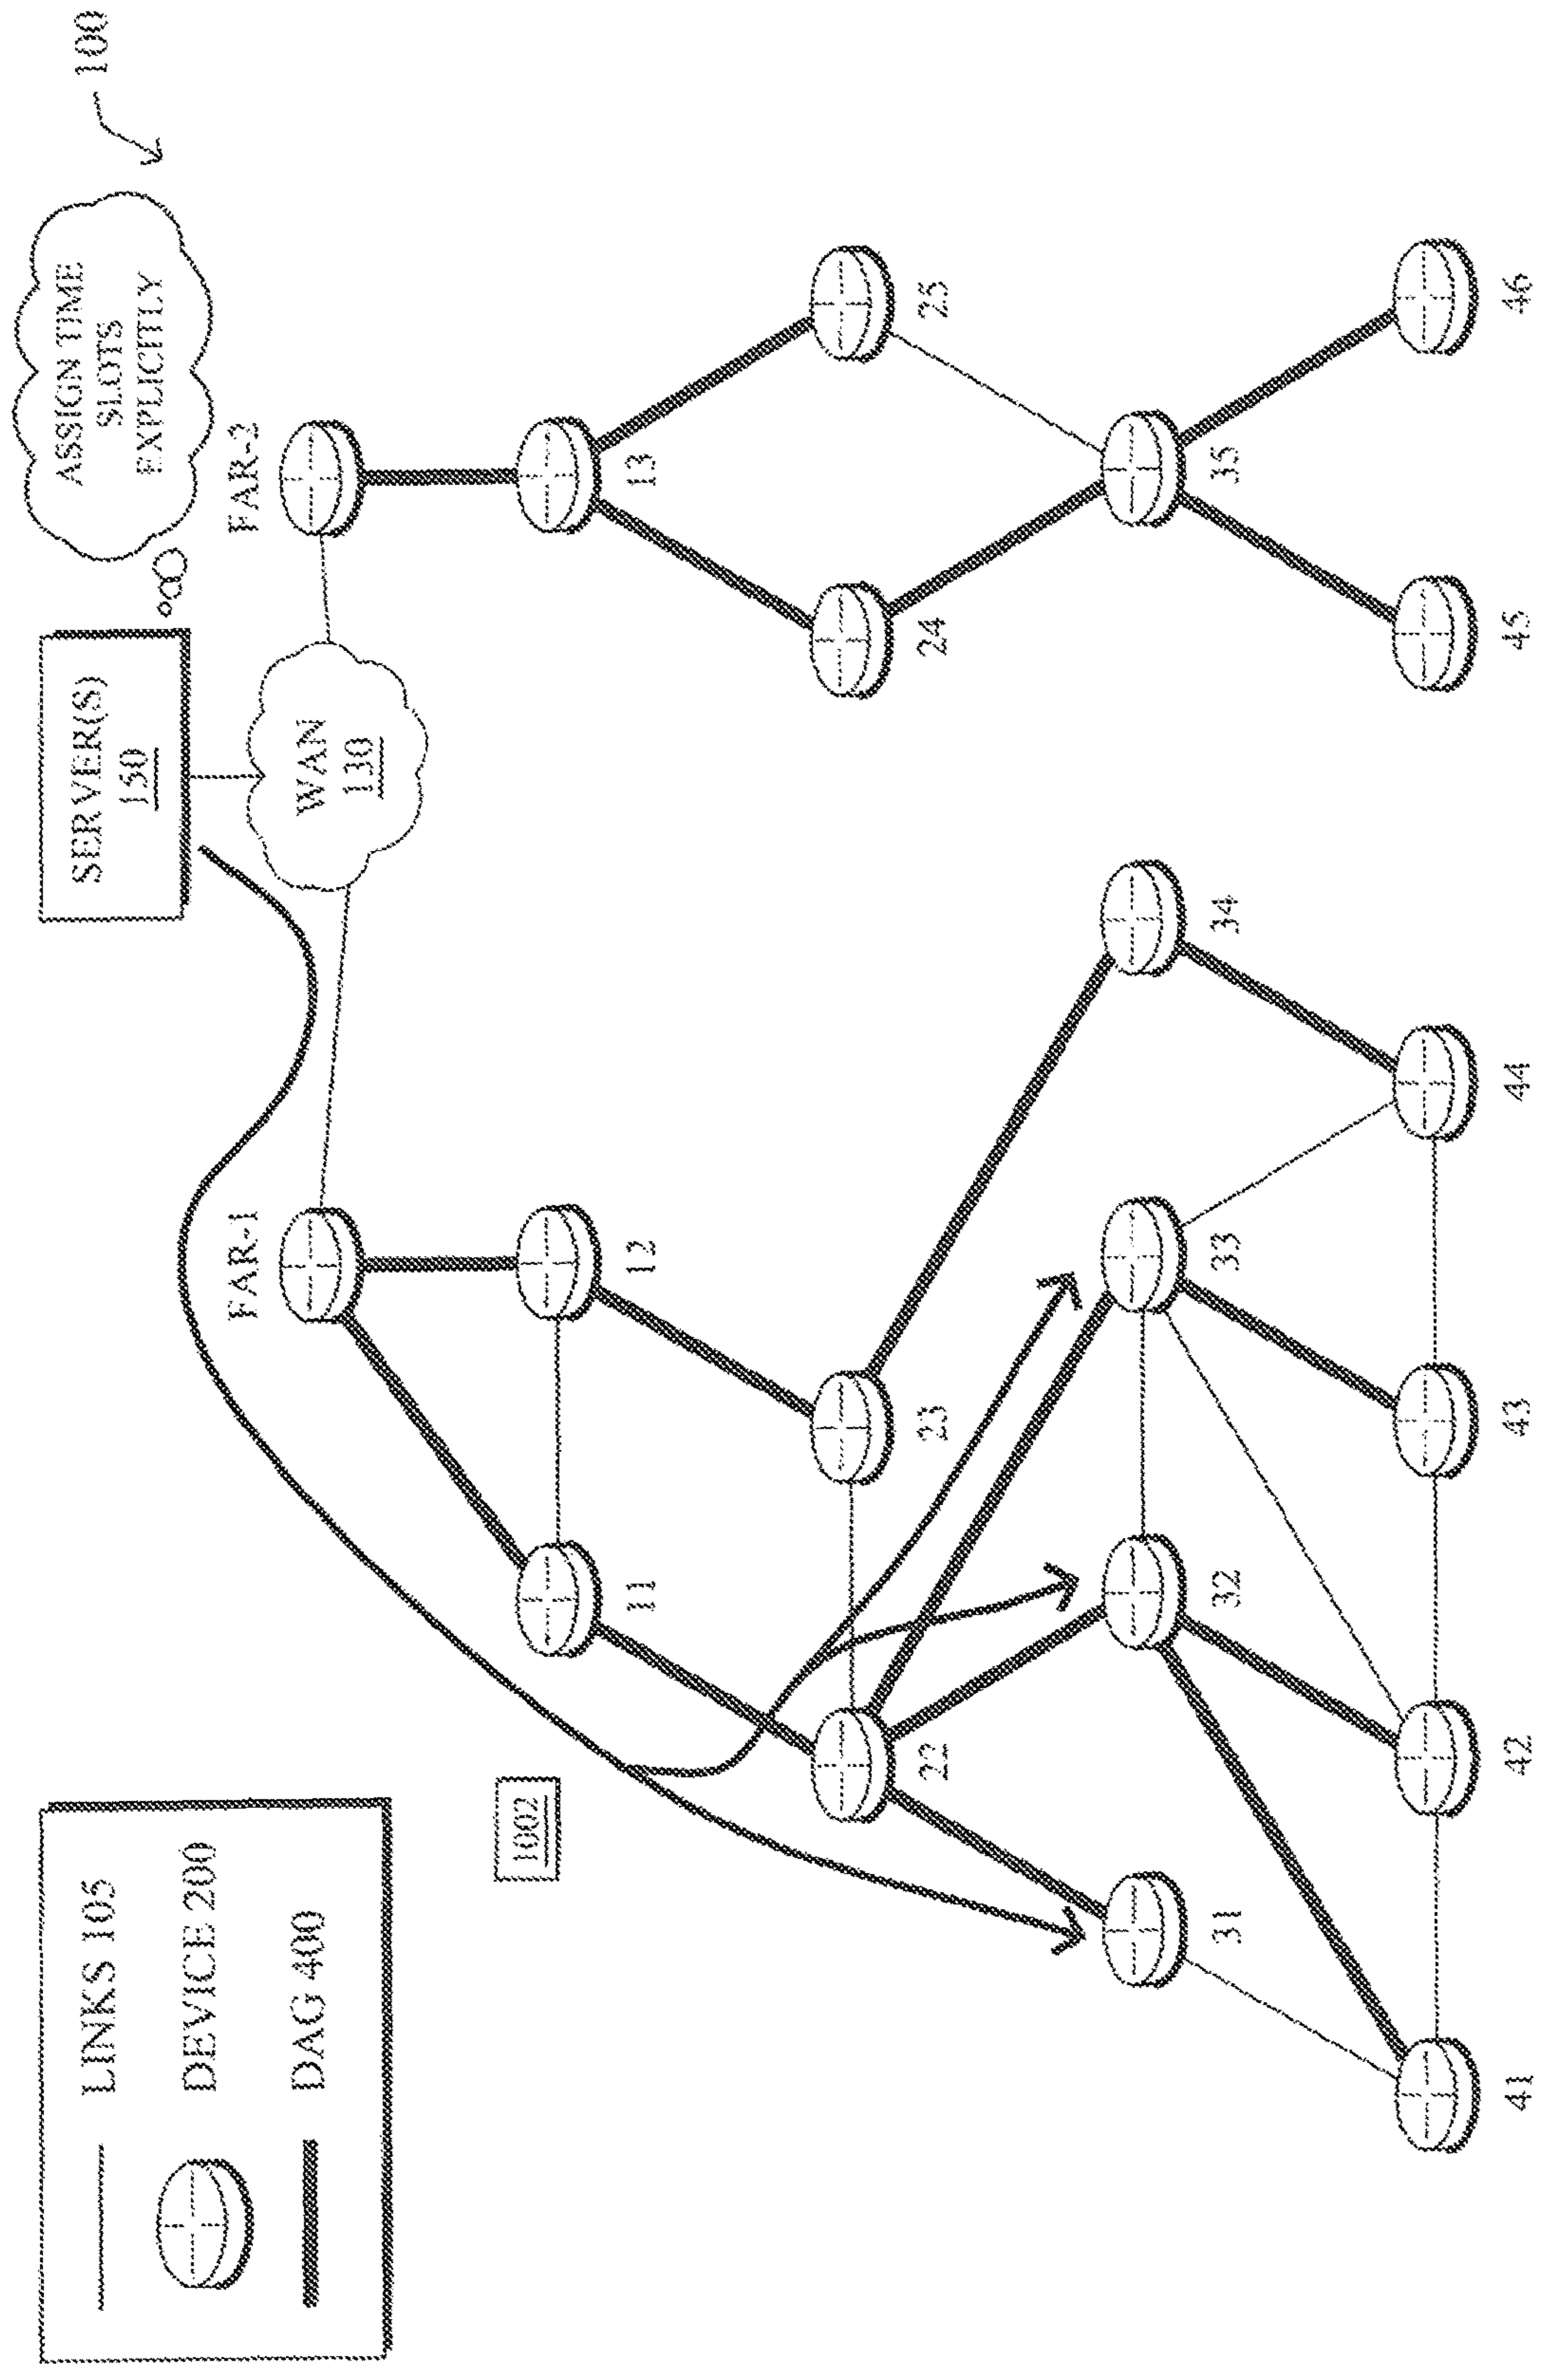 100
LINKS 105
DEVICE 200
DAG 400
SERVER(S)
150
ASSIGN TIME
SLOTS
EXPLICITLY
WAN
130
FAR-1
FAR-2
1002
11
12
13
22
23
24
25
31
32
33
34
35
41
42
43
44
45
46